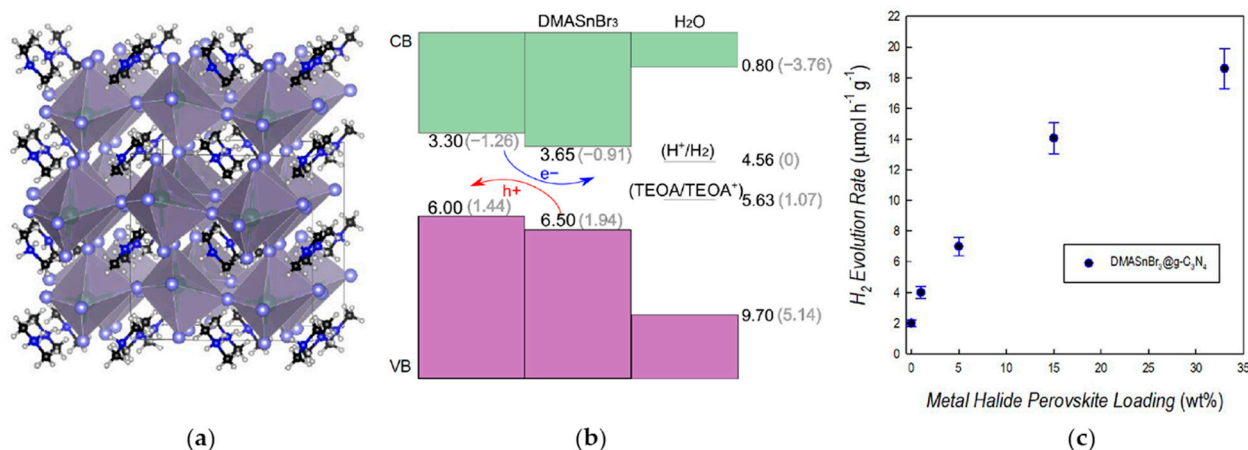 DMASnBr3
H2O
CB
0.80 (−3.76)
3.30 (−1.26)
3.65 (−0.91)
(H+/H2)
4.56 (0)
e−
(TEOA/TEOA+)
5.63 (1.07)
h+
6.00 (1.44)
6.50 (1.94)
9.70 (5.14)
VB
H2 Evolution Rate (μmol h-1 g-1)
22
20
18
16
14
12
10
8
6
4
2
0
DMASnBr3@g-C3N4
0
5
10
15
20
25
30
35
Metal Halide Perovskite Loading (wt%)
(a)
(b)
(c)